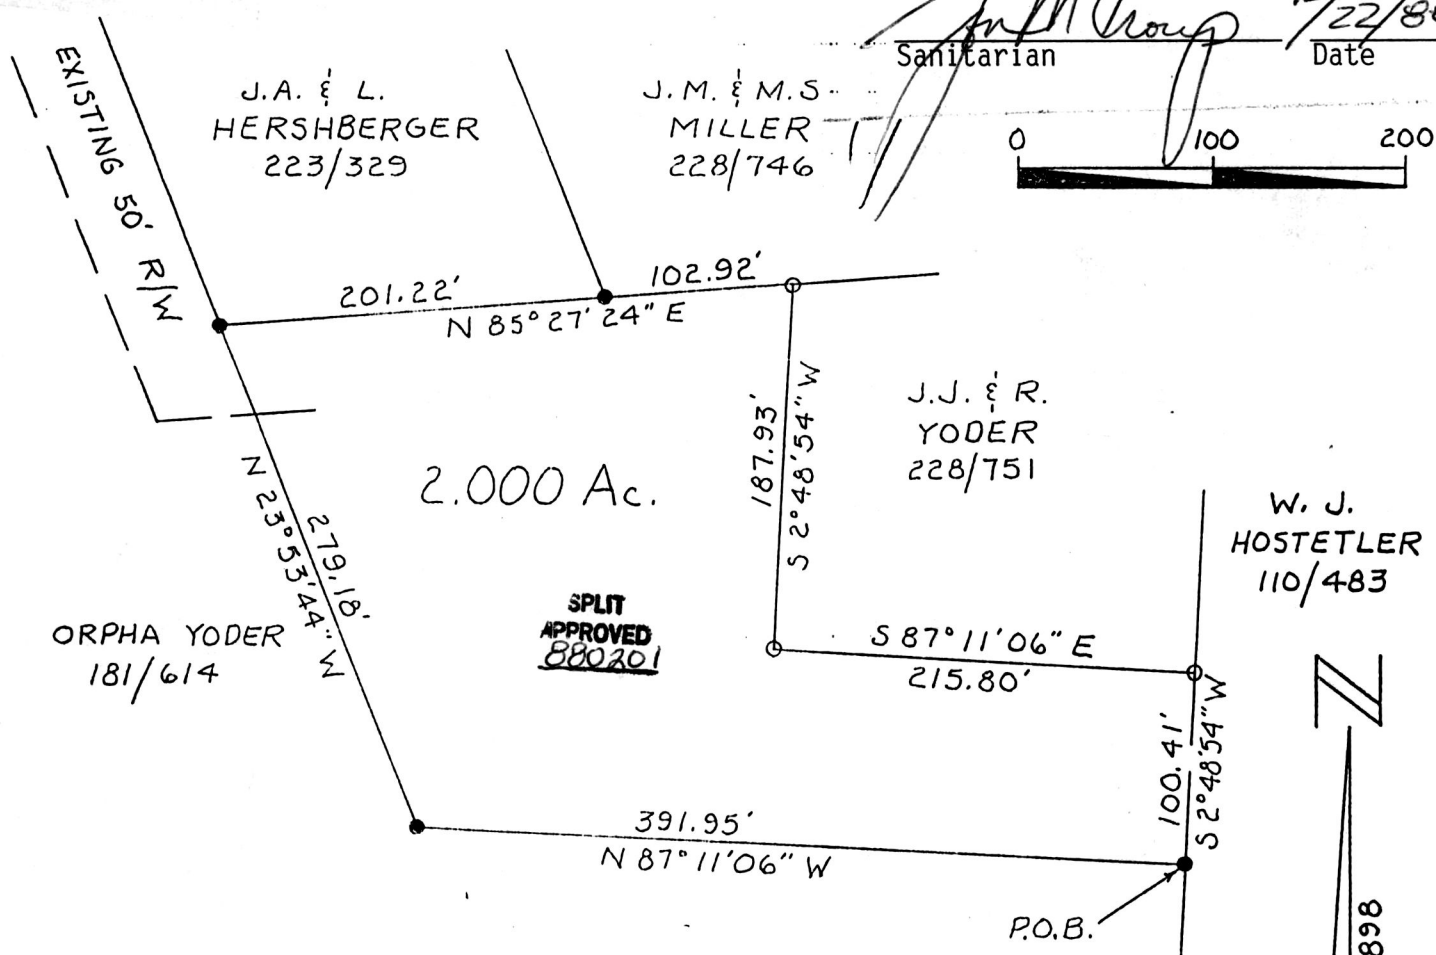 Sanitarian
Date
0 100 200
EXISTING 50' R/W
J.A. & L.
HERSHBERGER
223/329
J.M. & M.S.
MILLER
228/746
201.22'
102.92'
N 85°27'24" E
187.93'
S 2°48'54" W
J.J. & R.
YODER
228/751
W. J.
HOSTETLER
110/483
2.000 Ac.
N 23°53'44" W
279.18'
ORPHA YODER
181/614
SPLIT
APPROVED
880201
S 87°11'06" E
215.80'
100.41'
S 2°48'54" W
391.95'
N 87°11'06" W
P.O.B.
N
898